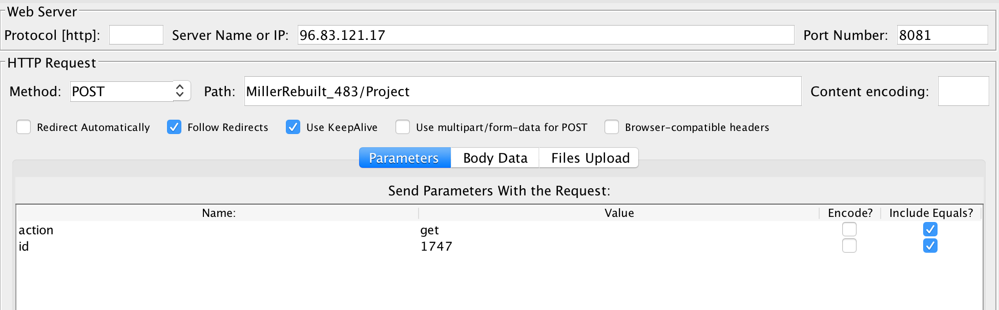 Web Server
Protocol [http]: Server Name or IP: 96.83.121.17 Port Number: 8081
HTTP Request
Method: POST Path: MillerRebuilt_483/Project Content encoding:
Redirect Automatically Follow Redirects Use KeepAlive Use multipart/form-data for POST Browser-compatible headers
Parameters Body Data Files Upload
Send Parameters With the Request:
Name: Value Encode? Include Equals?
action get
id 1747